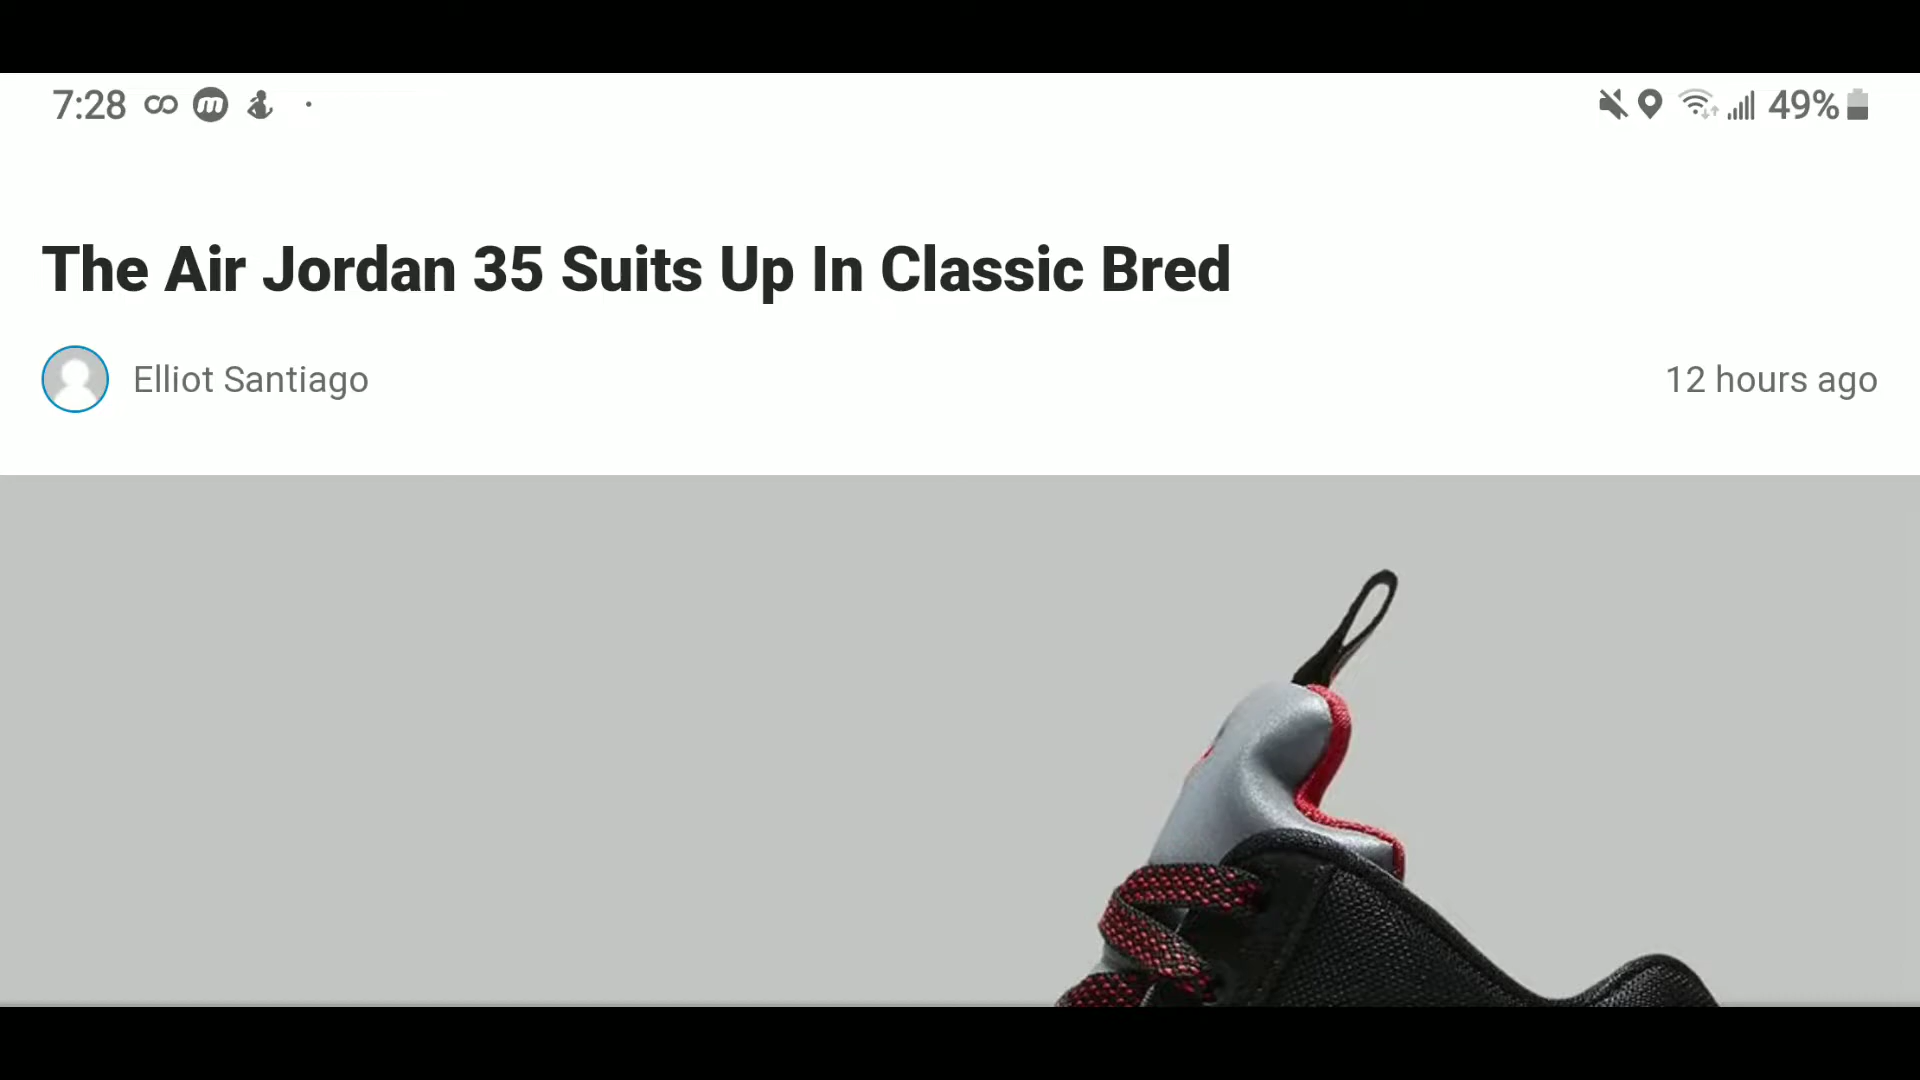 7:28 49%
The Air Jordan 35 Suits Up In Classic Bred
Elliot Santiago 12 hours ago